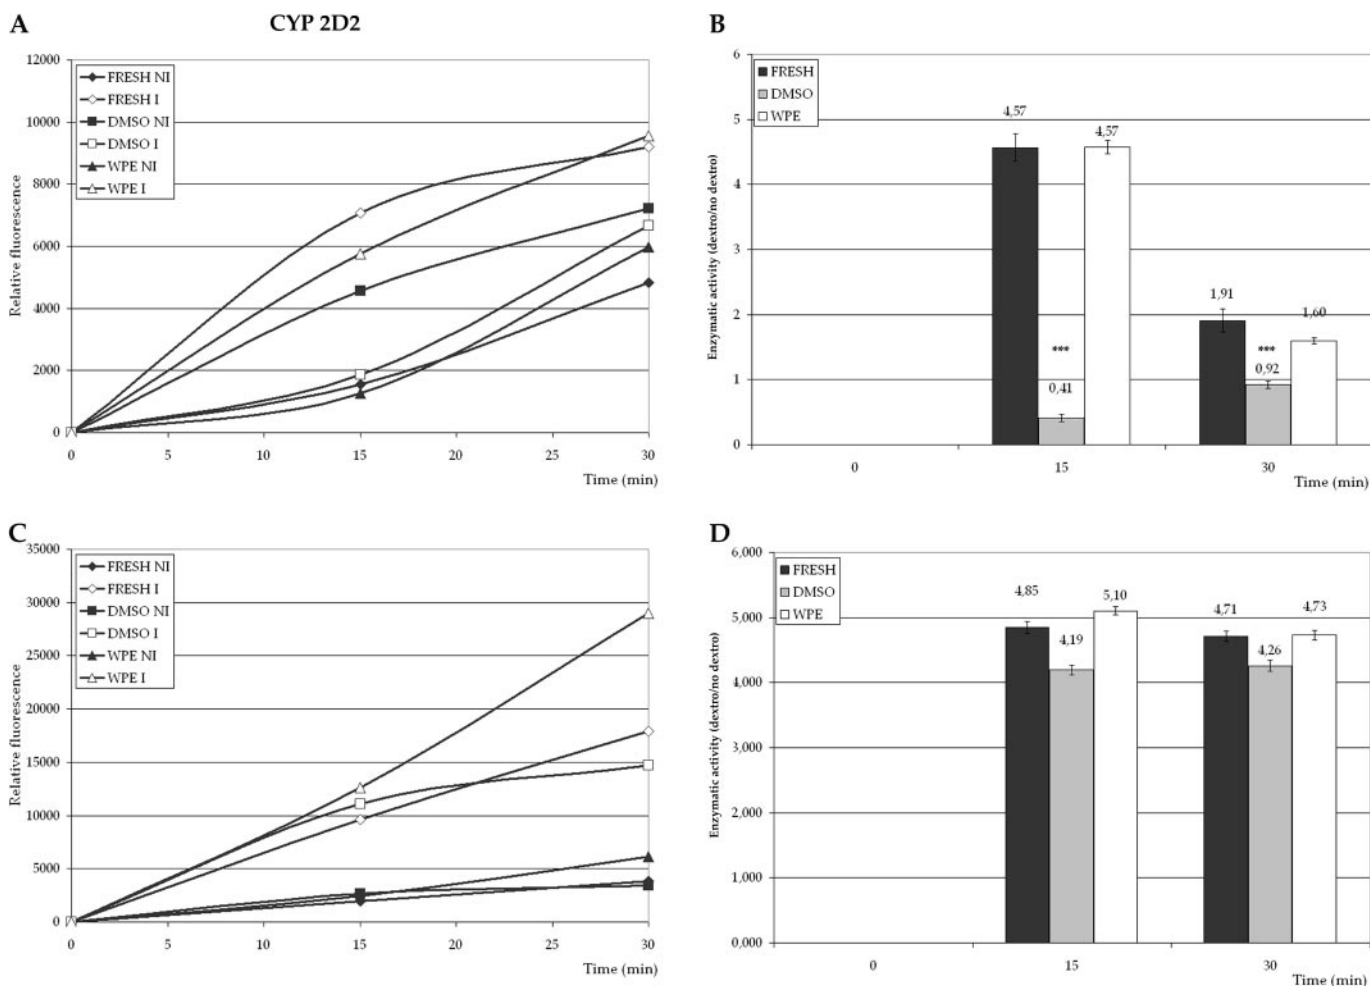 A
CYP 2D2
Relative fluorescence
12000
10000
8000
6000
4000
2000
0
FRESH NI
FRESH I
DMSO NI
DMSO I
WPE NI
WPE I
0 5 10 15 20 25 30
Time (min)
B
Enzymatic activity (dextro/no dextro)
6
5
4
3
2
1
0
FRESH
DMSO
WPE
4,57
***
0,41
4,57
1,91
***
0,92
1,60
0 15 30
Time (min)
C
Relative fluorescence
35000
30000
25000
20000
15000
10000
5000
0
FRESH NI
FRESH I
DMSO NI
DMSO I
WPE NI
WPE I
0 5 10 15 20 25 30
Time (min)
D
Enzymatic activity (dextro/no dextro)
6,000
5,000
4,000
3,000
2,000
1,000
0,000
FRESH
DMSO
WPE
4,85
4,19
5,10
4,71
4,26
4,73
0 15 30
Time (min)